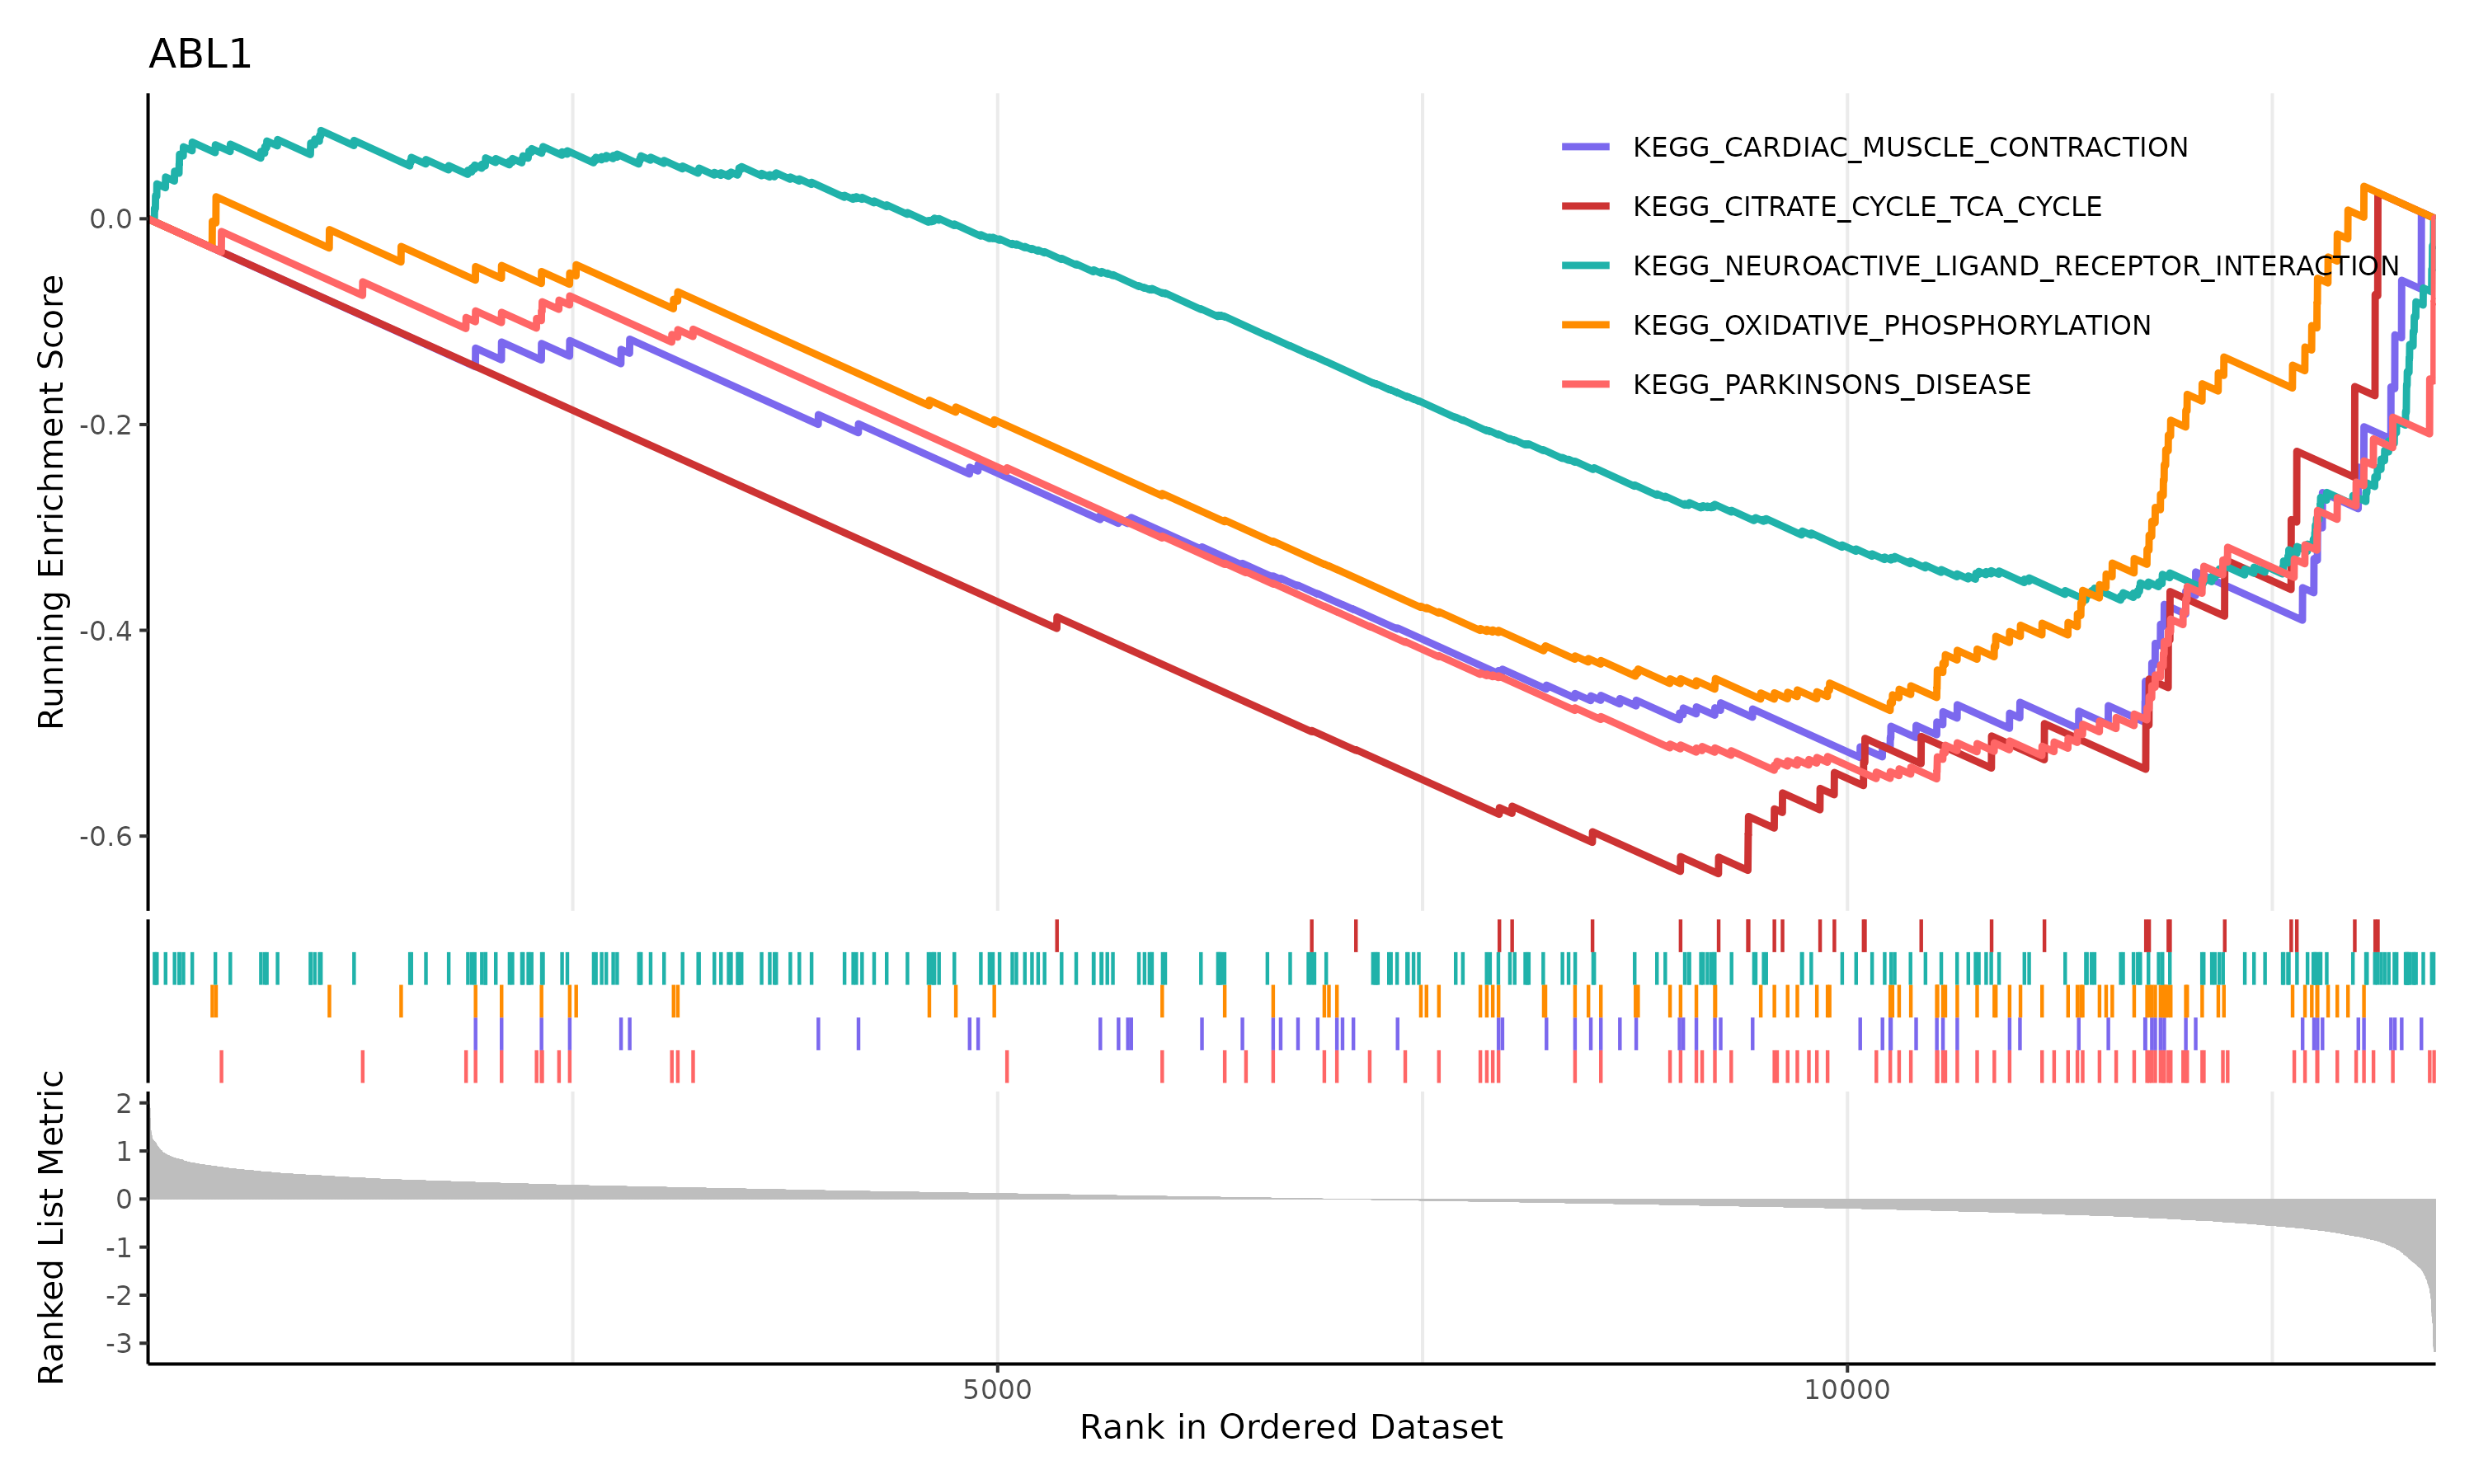 ABL1
KEGG_CARDIAC_MUSCLE_CONTRACTION
KEGG_CITRATE_CYCLE_TCA_CYCLE
KEGG_NEUROACTIVE_LIGAND_RECEPTOR_INTERACTION
KEGG_OXIDATIVE_PHOSPHORYLATION
KEGG_PARKINSONS_DISEASE
Running Enrichment Score
0.0
-0.2
-0.4
-0.6
Ranked List Metric
2
1
0
-1
-2
-3
5000
10000
Rank in Ordered Dataset